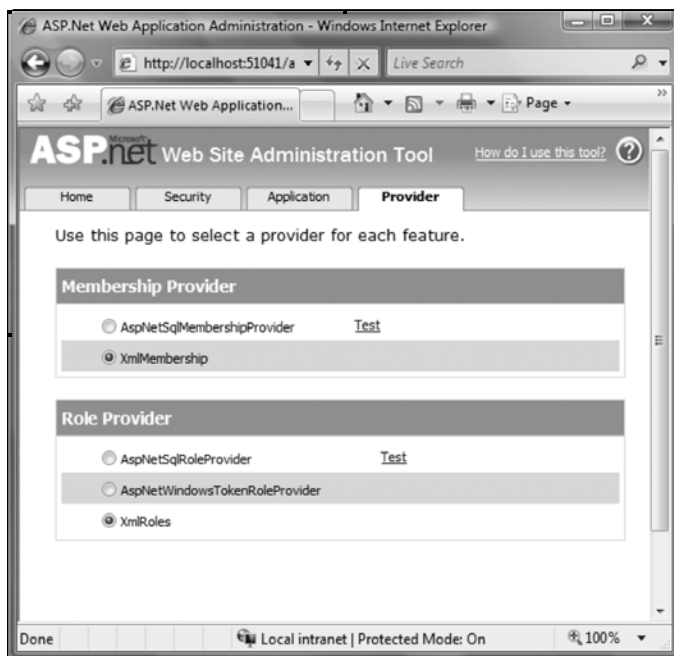 ASP.Net Web Application Administration - Windows Internet Explorer
http://localhost:51041/a
Live Search
ASP.Net Web Application...
Page
»
Microsoft
ASP.net Web Site Administration Tool
How do I use this tool?
?
Home
Security
Application
Provider
Use this page to select a provider for each feature.
Membership Provider
AspNetSqlMembershipProvider
Test
XmlMembership
Role Provider
AspNetSqlRoleProvider
Test
AspNetWindowsTokenRoleProvider
XmlRoles
Done
Local intranet | Protected Mode: On
100%